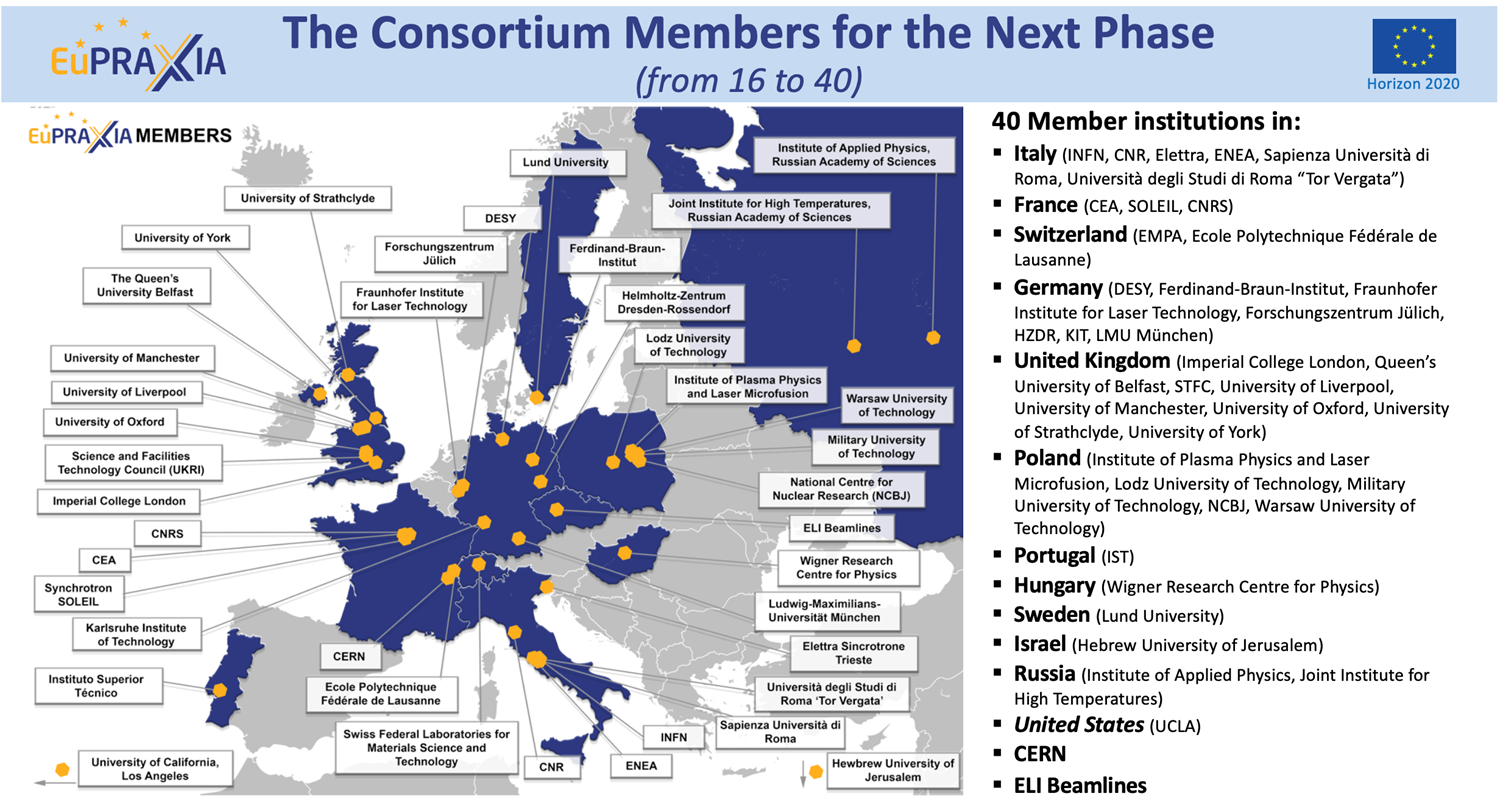 EuPRAXIA
The Consortium Members for the Next Phase
(from 16 to 40)
Horizon 2020
EuPRAXIA MEMBERS
Lund University
Institute of Applied Physics,
Russian Academy of Sciences
University of Strathclyde
DESY
Joint Institute for High Temperatures,
Russian Academy of Sciences
University of York
Forschungszentrum
Jülich
Ferdinand-Braun-
Institut
The Queen's
University Belfast
Fraunhofer Institute
for Laser Technology
Helmholtz-Zentrum
Dresden-Rossendorf
University of Manchester
Lodz University
of Technology
University of Liverpool
Institute of Plasma Physics
and Laser Microfusion
University of Oxford
Warsaw University
of Technology
Science and Facilities
Technology Council (UKRI)
Military University
of Technology
Imperial College London
National Centre for
Nuclear Research (NCBJ)
CNRS
ELI Beamlines
CEA
Wigner Research
Centre for Physics
Synchrotron
SOLEIL
Ludwig-Maximilians-
Universität München
Karlsruhe Institute
of Technology
CERN
Elettra Sincrotrone
Trieste
Instituto Superior
Técnico
Ecole Polytechnique
Fédérale de Lausanne
Università degli Studi di
Roma ‘Tor Vergata’
Swiss Federal Laboratories for
Materials Science and
Technology
INFN
Sapienza Università di
Roma
University of California,
Los Angeles
CNR
ENEA
Hewbrew University of
Jerusalem
40 Member institutions in:
▪ Italy (INFN, CNR, Elettra, ENEA, Sapienza Università di
Roma, Università degli Studi di Roma “Tor Vergata”)
▪ France (CEA, SOLEIL, CNRS)
▪ Switzerland (EMPA, Ecole Polytechnique Fédérale de
Lausanne)
▪ Germany (DESY, Ferdinand-Braun-Institut, Fraunhofer
Institute for Laser Technology, Forschungszentrum Jülich,
HZDR, KIT, LMU München)
▪ United Kingdom (Imperial College London, Queen’s
University of Belfast, STFC, University of Liverpool,
University of Manchester, University of Oxford, University
of Strathclyde, University of York)
▪ Poland (Institute of Plasma Physics and Laser
Microfusion, Lodz University of Technology, Military
University of Technology, NCBJ, Warsaw University of
Technology)
▪ Portugal (IST)
▪ Hungary (Wigner Research Centre for Physics)
▪ Sweden (Lund University)
▪ Israel (Hebrew University of Jerusalem)
▪ Russia (Institute of Applied Physics, Joint Institute for
High Temperatures)
▪ United States (UCLA)
▪ CERN
▪ ELI Beamlines